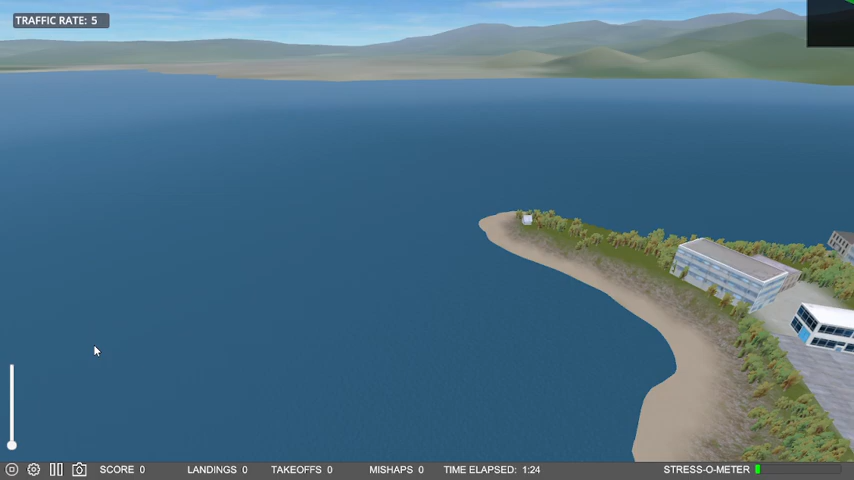 TRAFFIC RATE: 5
SCORE 0 LANDINGS 0 TAKEOFFS 0 MISHAPS 0 TIME ELAPSED: 1:24 STRESS-O-METER